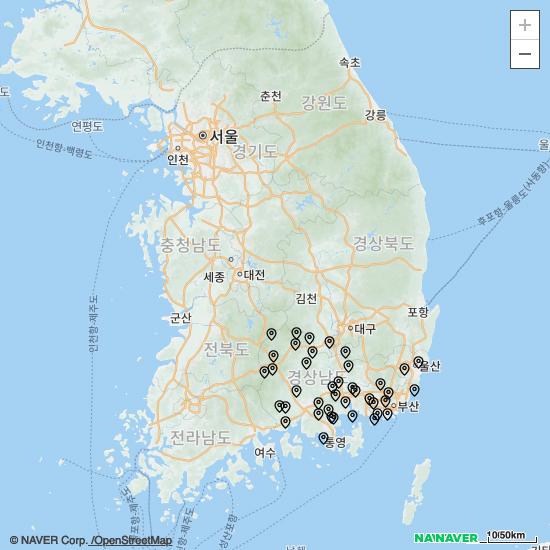 속초
강원도
춘천
강릉
도
연평도
서울
인천
경기도
인천항-백령도
울
후포항-울릉도(사동항)
충청남도
경상북도
세종
대전
김천
군산
포항
대구
인천항-제주도
전북도
울산
경상남도
부산
전라남도
여수
통영
© NAVER Corp. /OpenStreetMap
NAVER
10/50km